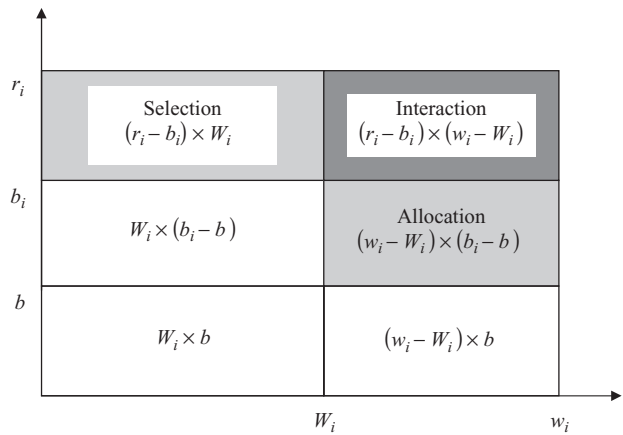 r_i
Selection
(r_i – b_i) × W_i
Interaction
(r_i – b_i) × (w_i – W_i)
b_i
W_i × (b_i – b)
Allocation
(w_i – W_i) × (b_i – b)
b
W_i × b
(w_i – W_i) × b
W_i
w_i